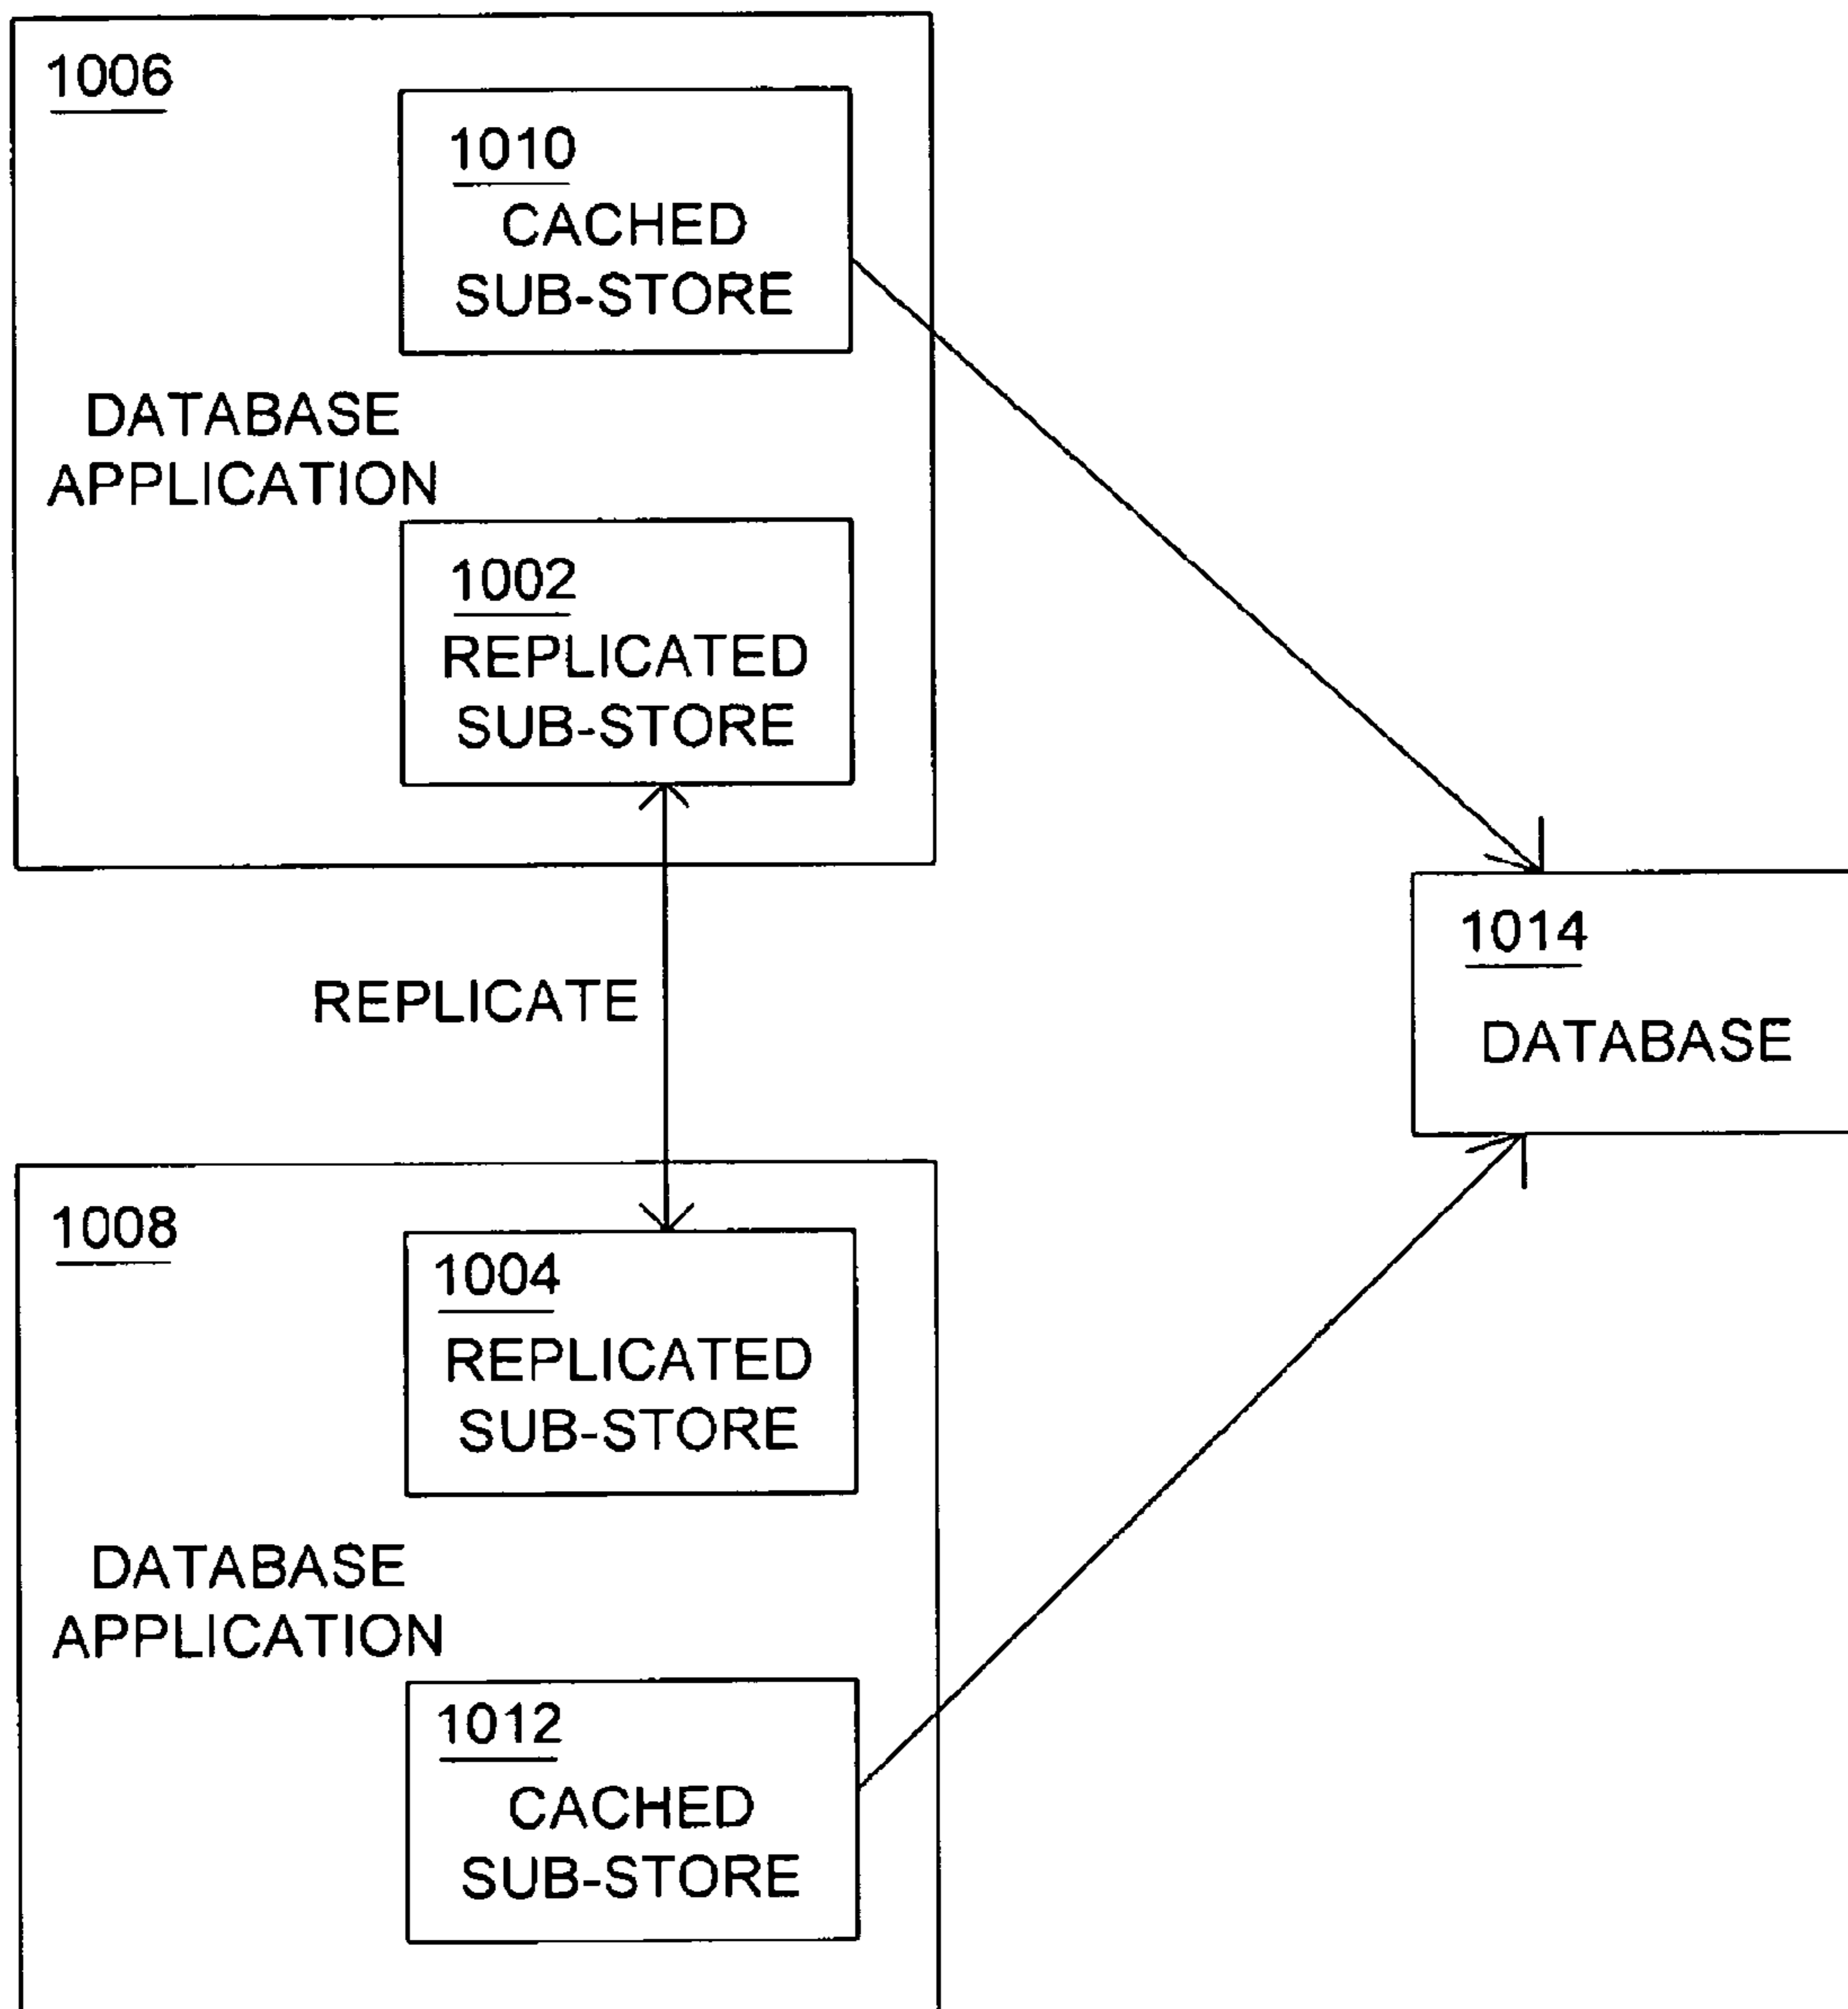 1006
1010
CACHED
SUB-STORE
DATABASE
APPLICATION
1002
REPLICATED
SUB-STORE
REPLICATE
1014
DATABASE
1008
1004
REPLICATED
SUB-STORE
DATABASE
APPLICATION
1012
CACHED
SUB-STORE